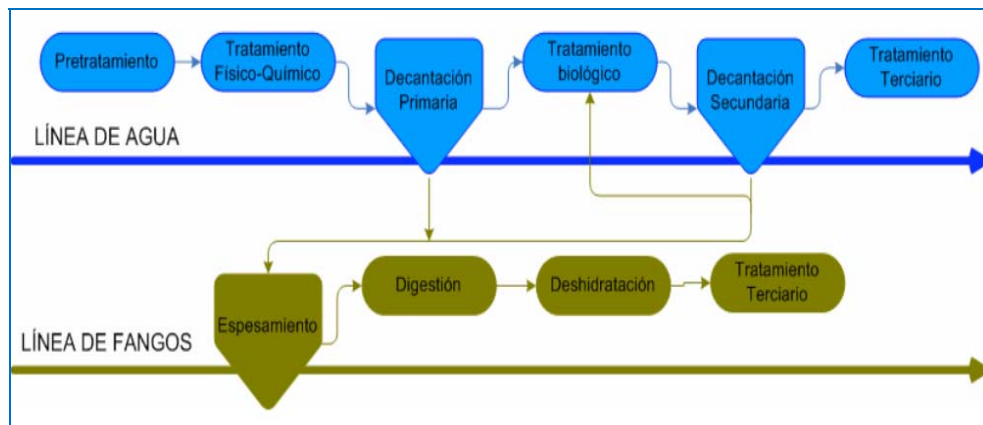 Pretratamiento
Tratamiento
Físico-Químico
Decantación
Primaria
Tratamiento
biológico
Decantación
Secundaria
Tratamiento
Terciario
LÍNEA DE AGUA
Espesamiento
Digestión
Deshidratación
Tratamiento
Terciario
LÍNEA DE FANGOS